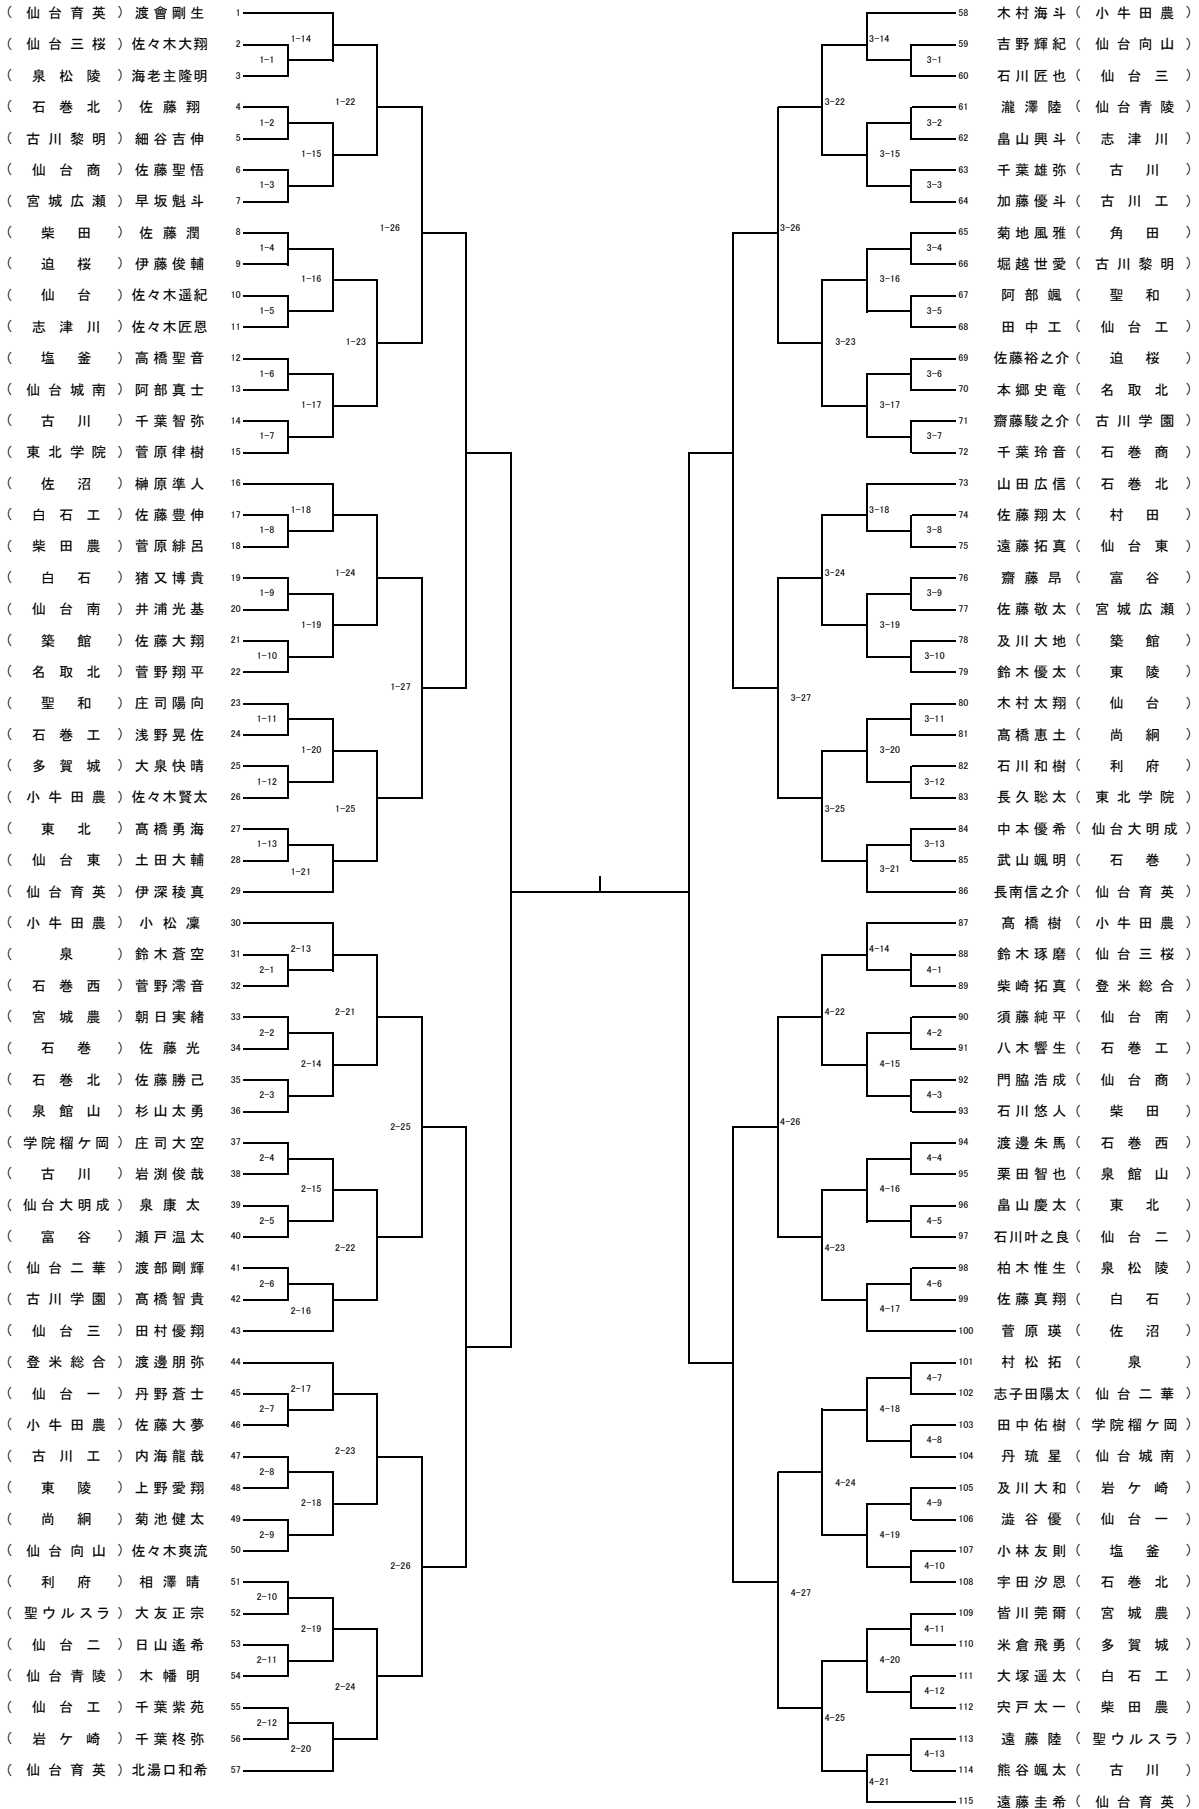 ( 仙台育英 ) 渡會剛生 1
( 仙台三桜 ) 佐々木大翔 2
( 泉松陵 ) 海老主隆明 3
( 石巻北 ) 佐藤翔 4
( 古川黎明 ) 細谷吉伸 5
( 仙台商 ) 佐藤聖悟 6
( 宮城広瀬 ) 早坂魁斗 7
( 柴田 ) 佐藤潤 8
( 迫桜 ) 伊藤俊輔 9
( 仙台 ) 佐々木遥紀 10
( 志津川 ) 佐々木匠恩 11
( 塩釜 ) 高橋聖音 12
( 仙台城南 ) 阿部真士 13
( 古川 ) 千葉智弥 14
( 東北学院 ) 菅原律樹 15
( 佐沼 ) 榊原準人 16
( 白石工 ) 佐藤豊伸 17
( 柴田農 ) 菅原緋呂 18
( 白石 ) 猪又博貴 19
( 仙台南 ) 井浦光基 20
( 築館 ) 佐藤大翔 21
( 名取北 ) 菅野翔平 22
( 聖和 ) 庄司陽向 23
( 石巻工 ) 浅野晃佐 24
( 多賀城 ) 大泉快晴 25
( 小牛田農 ) 佐々木賢太 26
( 東北 ) 髙橋勇海 27
( 仙台東 ) 土田大輔 28
( 仙台育英 ) 伊深稜真 29
( 小牛田農 ) 小松凜 30
( 泉 ) 鈴木蒼空 31
( 石巻西 ) 菅野澪音 32
( 宮城農 ) 朝日実緒 33
( 石巻 ) 佐藤光 34
( 石巻北 ) 佐藤勝己 35
( 泉館山 ) 杉山太勇 36
( 学院榴ケ岡 ) 庄司大空 37
( 古川 ) 岩渕俊哉 38
( 仙台大明成 ) 泉康太 39
( 富谷 ) 瀬戸温太 40
( 仙台二華 ) 渡部剛輝 41
( 古川学園 ) 髙橋智貴 42
( 仙台三 ) 田村優翔 43
( 登米総合 ) 渡邊朋弥 44
( 仙台一 ) 丹野蒼士 45
( 小牛田農 ) 佐藤大夢 46
( 古川工 ) 内海龍哉 47
( 東陵 ) 上野愛翔 48
( 尚絅 ) 菊池健太 49
( 仙台向山 ) 佐々木爽流 50
( 利府 ) 相澤晴 51
( 聖ウルスラ ) 大友正宗 52
( 仙台二 ) 日山遙希 53
( 仙台青陵 ) 木幡明 54
( 仙台工 ) 千葉紫苑 55
( 岩ケ崎 ) 千葉柊弥 56
( 仙台育英 ) 北湯口和希 57
1-14
1-1
1-22
1-2
1-15
1-3
1-26
1-4
1-16
1-5
1-23
1-6
1-17
1-7
1-18
1-8
1-24
1-9
1-19
1-10
1-27
1-11
1-20
1-12
1-25
1-13
1-21
2-13
2-1
2-21
2-2
2-14
2-3
2-25
2-4
2-15
2-5
2-22
2-6
2-16
2-17
2-7
2-23
2-8
2-18
2-9
2-26
2-10
2-19
2-11
2-24
2-12
2-20
3-14
3-1
3-22
3-2
3-15
3-3
3-26
3-4
3-16
3-5
3-23
3-6
3-17
3-7
3-18
3-8
3-24
3-9
3-19
3-10
3-27
3-11
3-20
3-12
3-25
3-13
3-21
4-14
4-1
4-22
4-2
4-15
4-3
4-26
4-4
4-16
4-5
4-23
4-6
4-17
4-7
4-18
4-8
4-24
4-9
4-19
4-10
4-27
4-11
4-20
4-12
4-25
4-13
4-21
58 木村海斗 ( 小牛田農 )
59 吉野輝紀 ( 仙台向山 )
60 石川匠也 ( 仙台三 )
61 瀧澤陸 ( 仙台青陵 )
62 畠山興斗 ( 志津川 )
63 千葉雄弥 ( 古川 )
64 加藤優斗 ( 古川工 )
65 菊地風雅 ( 角田 )
66 堀越世愛 ( 古川黎明 )
67 阿部颯 ( 聖和 )
68 田中工 ( 仙台工 )
69 佐藤裕之介 ( 迫桜 )
70 本郷史竜 ( 名取北 )
71 齋藤駿之介 ( 古川学園 )
72 千葉玲音 ( 石巻商 )
73 山田広信 ( 石巻北 )
74 佐藤翔太 ( 村田 )
75 遠藤拓真 ( 仙台東 )
76 齋藤昂 ( 富谷 )
77 佐藤敬太 ( 宮城広瀬 )
78 及川大地 ( 築館 )
79 鈴木優太 ( 東陵 )
80 木村太翔 ( 仙台 )
81 髙橋恵土 ( 尚絅 )
82 石川和樹 ( 利府 )
83 長久聡太 ( 東北学院 )
84 中本優希 ( 仙台大明成 )
85 武山颯明 ( 石巻 )
86 長南信之介 ( 仙台育英 )
87 髙橋樹 ( 小牛田農 )
88 鈴木琢磨 ( 仙台三桜 )
89 柴崎拓真 ( 登米総合 )
90 須藤純平 ( 仙台南 )
91 八木響生 ( 石巻工 )
92 門脇浩成 ( 仙台商 )
93 石川悠人 ( 柴田 )
94 渡邊朱馬 ( 石巻西 )
95 栗田智也 ( 泉館山 )
96 畠山慶太 ( 東北 )
97 石川叶之良 ( 仙台二 )
98 柏木惟生 ( 泉松陵 )
99 佐藤真翔 ( 白石 )
100 菅原瑛 ( 佐沼 )
101 村松拓 ( 泉 )
102 志子田陽太 ( 仙台二華 )
103 田中佑樹 ( 学院榴ケ岡 )
104 丹琉星 ( 仙台城南 )
105 及川大和 ( 岩ケ崎 )
106 澁谷優 ( 仙台一 )
107 小林友則 ( 塩釜 )
108 宇田汐恩 ( 石巻北 )
109 皆川莞爾 ( 宮城農 )
110 米倉飛勇 ( 多賀城 )
111 大塚遥太 ( 白石工 )
112 宍戸太一 ( 柴田農 )
113 遠藤陸 ( 聖ウルスラ )
114 熊谷颯太 ( 古川 )
115 遠藤圭希 ( 仙台育英 )